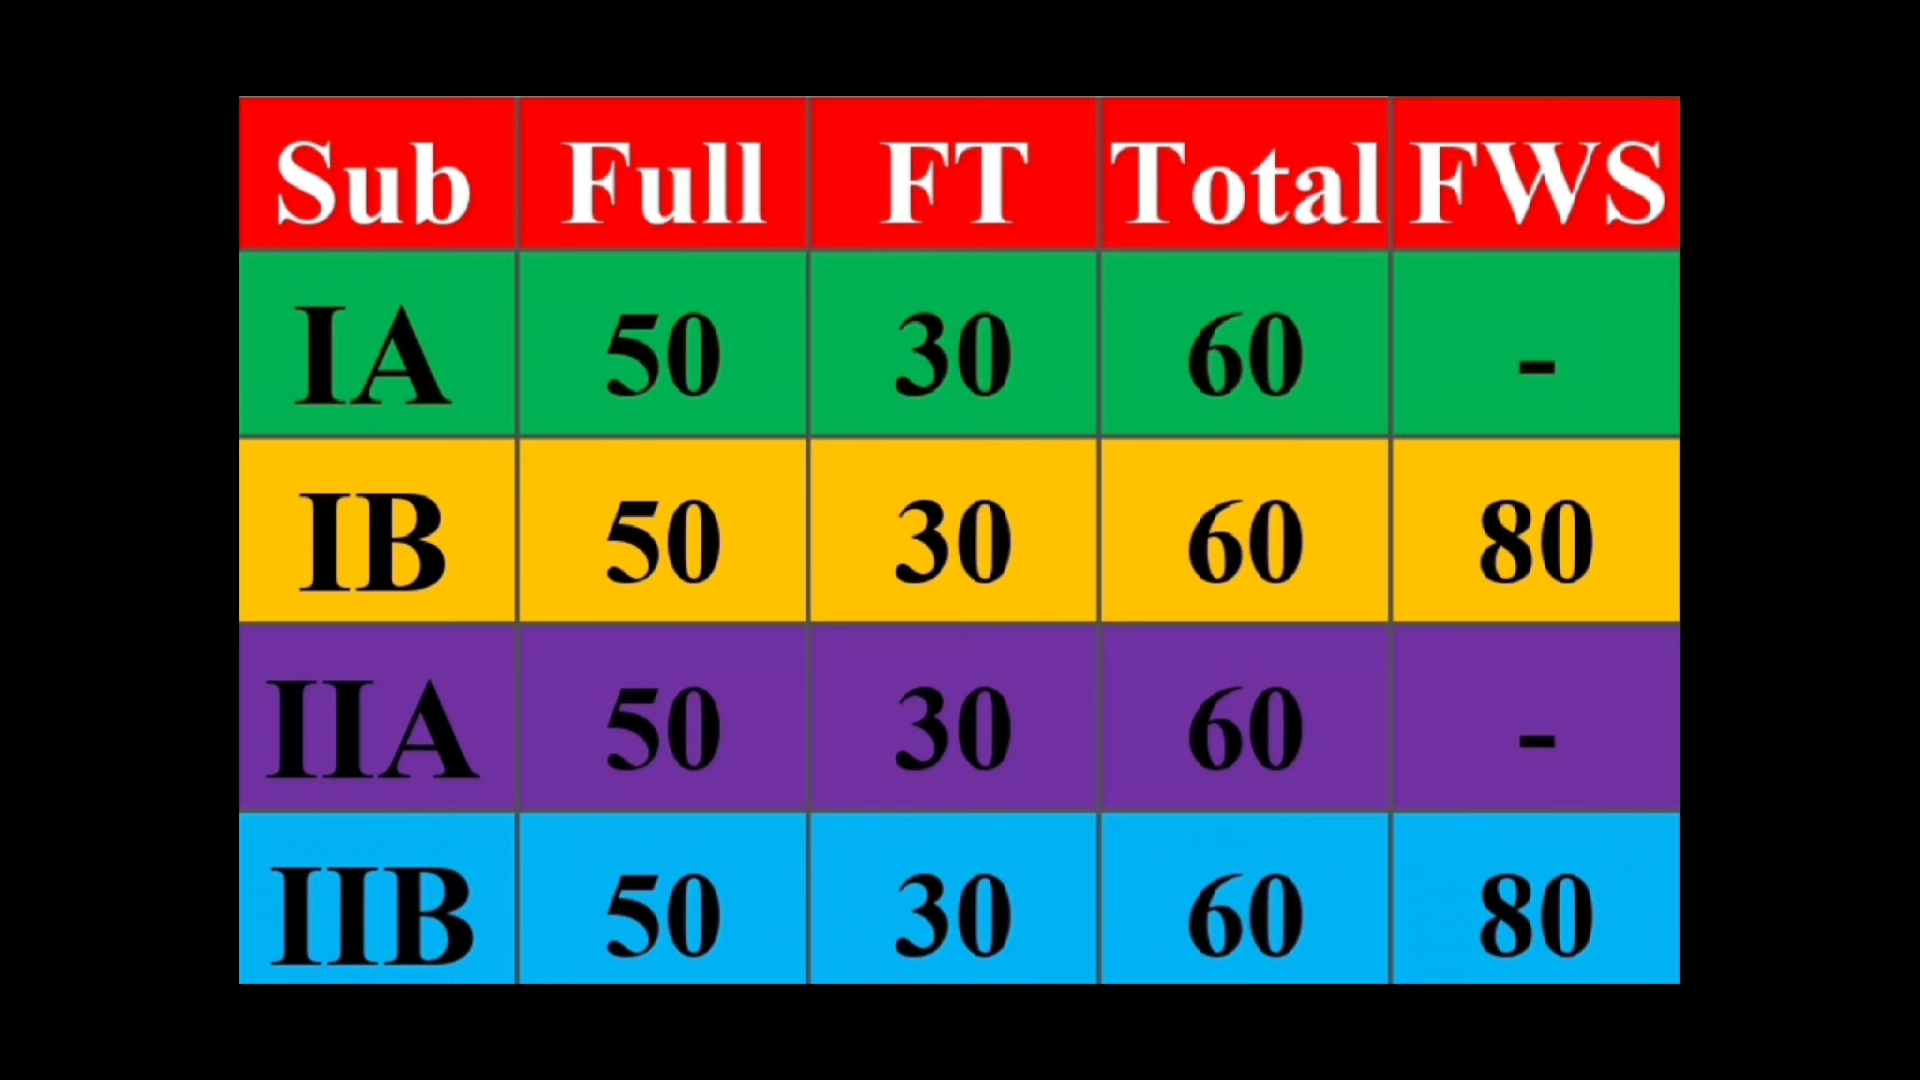 Sub Full FT Total FWS
IA 50 30 60 -
IB 50 30 60 80
IIA 50 30 60 -
IIB 50 30 60 80